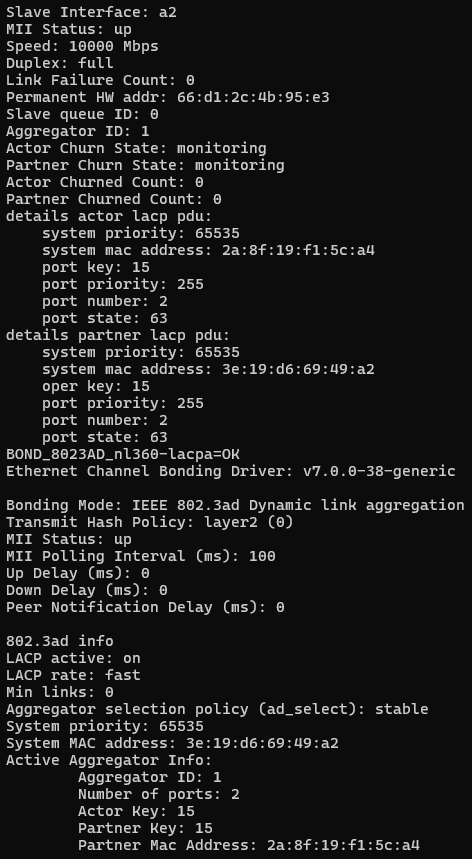 Slave Interface: a2
MII Status: up
Speed: 10000 Mbps
Duplex: full
Link Failure Count: 0
Permanent HW addr: 66:d1:2c:4b:95:e3
Slave queue ID: 0
Aggregator ID: 1
Actor Churn State: monitoring
Partner Churn State: monitoring
Actor Churned Count: 0
Partner Churned Count: 0
details actor lacp pdu:
    system priority: 65535
    system mac address: 2a:8f:19:f1:5c:a4
    port key: 15
    port priority: 255
    port number: 2
    port state: 63
details partner lacp pdu:
    system priority: 65535
    system mac address: 3e:19:d6:69:49:a2
    oper key: 15
    port priority: 255
    port number: 2
    port state: 63
BOND_8023AD_nl360-lacpa=OK
Ethernet Channel Bonding Driver: v7.0.0-38-generic

Bonding Mode: IEEE 802.3ad Dynamic link aggregation
Transmit Hash Policy: layer2 (0)
MII Status: up
MII Polling Interval (ms): 100
Up Delay (ms): 0
Down Delay (ms): 0
Peer Notification Delay (ms): 0

802.3ad info
LACP active: on
LACP rate: fast
Min links: 0
Aggregator selection policy (ad_select): stable
System priority: 65535
System MAC address: 3e:19:d6:69:49:a2
Active Aggregator Info:
        Aggregator ID: 1
        Number of ports: 2
        Actor Key: 15
        Partner Key: 15
        Partner Mac Address: 2a:8f:19:f1:5c:a4